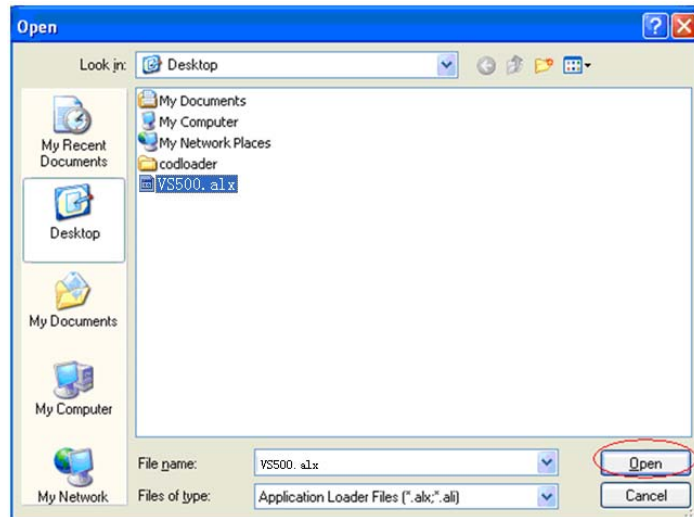 Open
Look in:
Desktop
My Recent
Documents
Desktop
My Documents
My Computer
My Network
My Documents
My Computer
My Network Places
codloader
VS500.alx
File name:
VS500.alx
Open
Files of type:
Application Loader Files (*.alx;*.ali)
Cancel